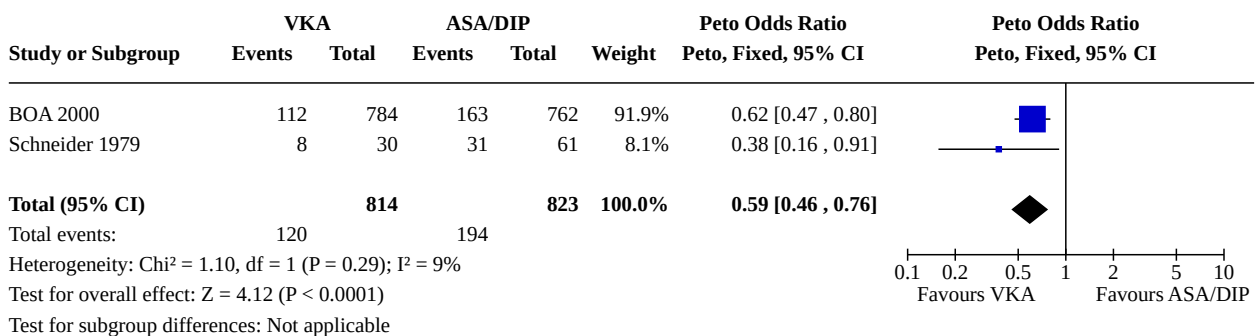 VKA ASA/DIP Peto Odds Ratio Peto Odds Ratio
Study or Subgroup Events Total Events Total Weight Peto, Fixed, 95% CI Peto, Fixed, 95% CI
BOA 2000 112 784 163 762 91.9% 0.62 [0.47 , 0.80]
Schneider 1979 8 30 31 61 8.1% 0.38 [0.16 , 0.91]
Total (95% CI) 814 823 100.0% 0.59 [0.46 , 0.76]
Total events: 120 194
Heterogeneity: Chi² = 1.10, df = 1 (P = 0.29); I² = 9%
0.1 0.2 0.5 1 2 5 10
Test for overall effect: Z = 4.12 (P < 0.0001)
Favours VKA Favours ASA/DIP
Test for subgroup differences: Not applicable